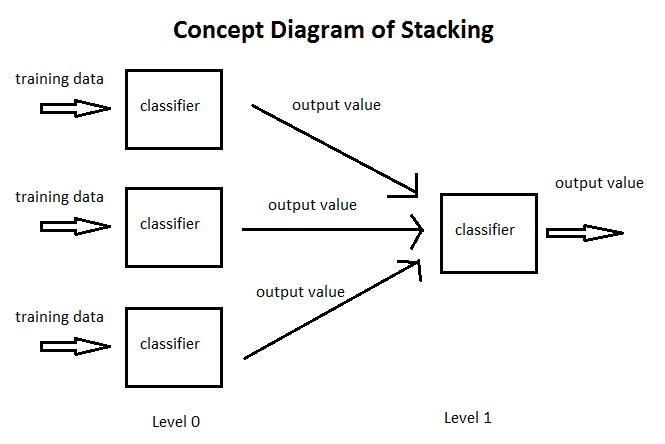 Concept Diagram of Stacking
training data
classifier
output value
training data
classifier
output value
classifier
output value
training data
classifier
output value
Level 0
Level 1